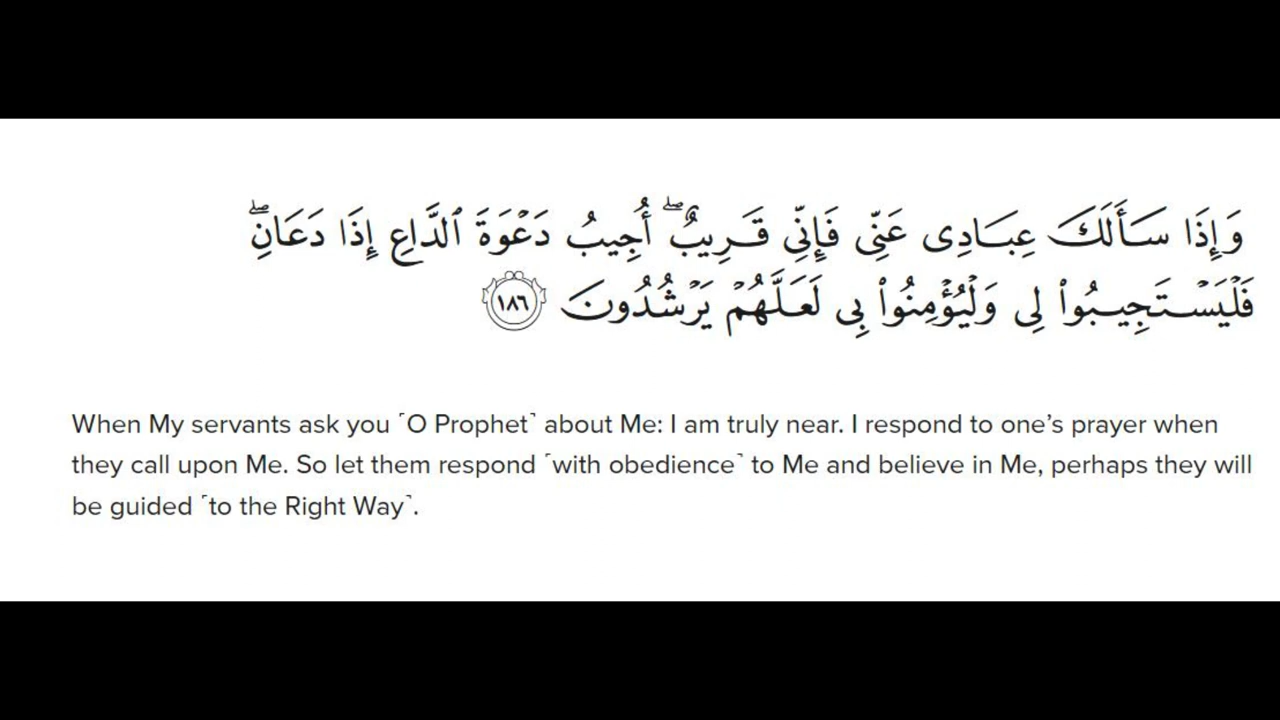 وَإِذَا سَأَلَكَ عِبَادِى عَنِّى فَإِنِّى قَرِيبٌ ۖ أُجِيبُ دَعْوَةَ ٱلدَّاعِ إِذَا دَعَانِ ۖ
فَلْيَسْتَجِيبُوا۟ لِى وَلْيُؤْمِنُوا۟ بِى لَعَلَّهُمْ يَرْشُدُونَ ١٨٦
When My servants ask you ˹O Prophet˺ about Me: I am truly near. I respond to one’s prayer when
they call upon Me. So let them respond ˹with obedience˺ to Me and believe in Me, perhaps they will
be guided ˹to the Right Way˺.